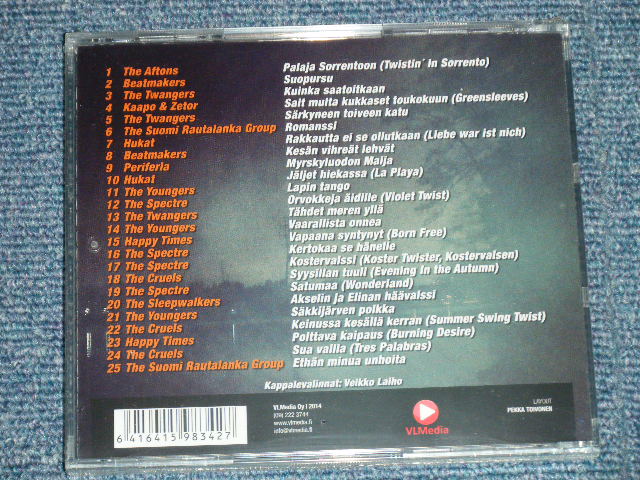 1 The Aftons Palaja Sorrentoon (Twistin' in Sorrento)
2 Beatmakers Suopursu
3 The Twangers Kuinka saatoitkaan
4 Kaapo & Zetor Sait multa kukkaset toukokuun (Greensleeves)
5 The Twangers Särkyneen toiveen katu
6 The Suomi Rautalanka Group Romanssi
7 Hukat Rakkautta ei se ollutkaan (Liebe war ist nich)
8 Beatmakers Kesän vihreät lehvät
9 Periferia Myrskyluodon Maija
10 Hukat Jäljet hiekassa (La Playa)
11 The Youngers Lapin tango
12 The Spectre Orvokkeja äidille (Violet Twist)
13 The Twangers Tähdet meren yllä
14 The Youngers Vaarallista onnea
15 Happy Times Vapaana syntynyt (Born Free)
16 The Spectre Kertokaa se hänelle
17 The Spectre Kostervalssi (Koster Twister, Kostervalsen)
18 The Cruels Syysillan tuuli (Evening in the Autumn)
19 The Spectre Satumaa (Wonderland)
20 The Sleepwalkers Akselin ja Elinan häävalssi
21 The Youngers Säkkijärven polkka
22 The Cruels Keinussa kesällä kerran (Summer Swing Twist)
23 Happy Times Polttava kaipaus (Burning Desire)
24 The Cruels Sua vailla (Tres Palabras)
25 The Suomi Rautalanka Group Ethän minua unhoita
Kappalevalinnat: Veikko Laiho
VLMedia Oy | 2014
(09) 222 3744
www.vlmedia.fi
info@vlmedia.fi
VLMedia
LAYOUT
PEKKA TOIVONEN
6 416415 983427